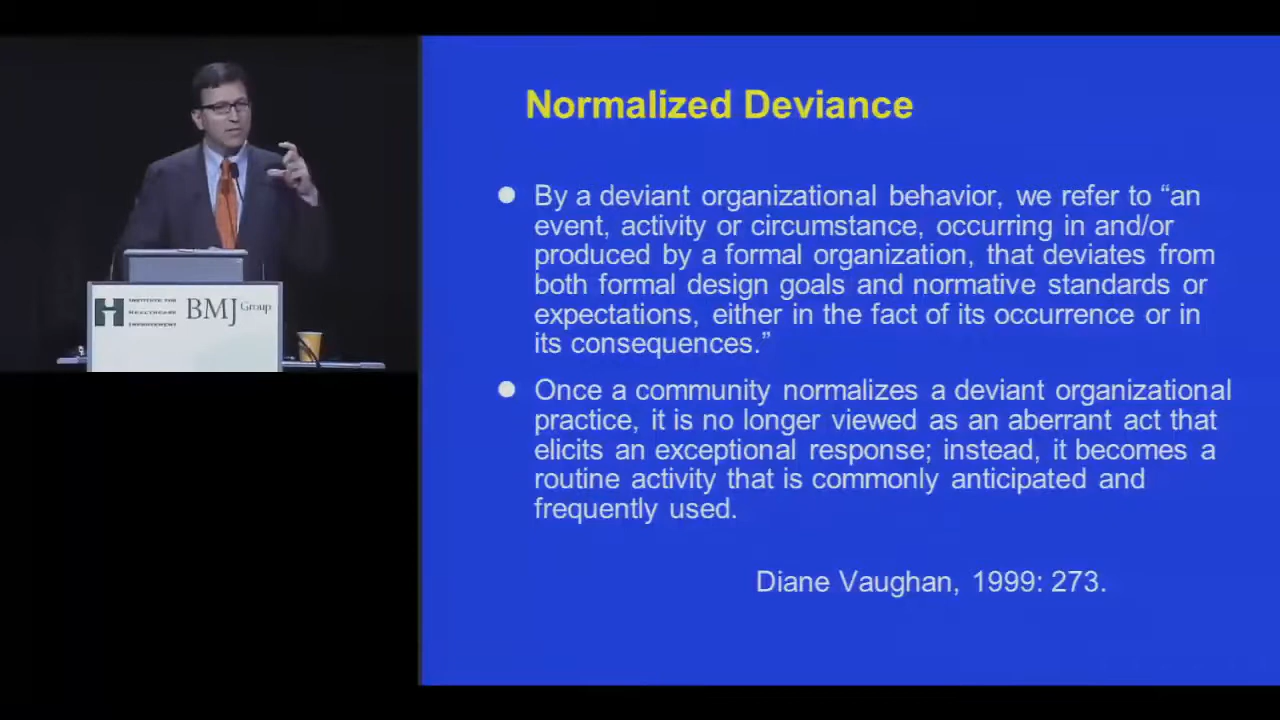 Normalized Deviance
● By a deviant organizational behavior, we refer to “an
event, activity or circumstance, occurring in and/or
produced by a formal organization, that deviates from
both formal design goals and normative standards or
expectations, either in the fact of its occurrence or in
its consequences.”
● Once a community normalizes a deviant organizational
practice, it is no longer viewed as an aberrant act that
elicits an exceptional response; instead, it becomes a
routine activity that is commonly anticipated and
frequently used.
Diane Vaughan, 1999: 273.
INSTITUTE FOR
HEALTHCARE
IMPROVEMENT
BMJ Group